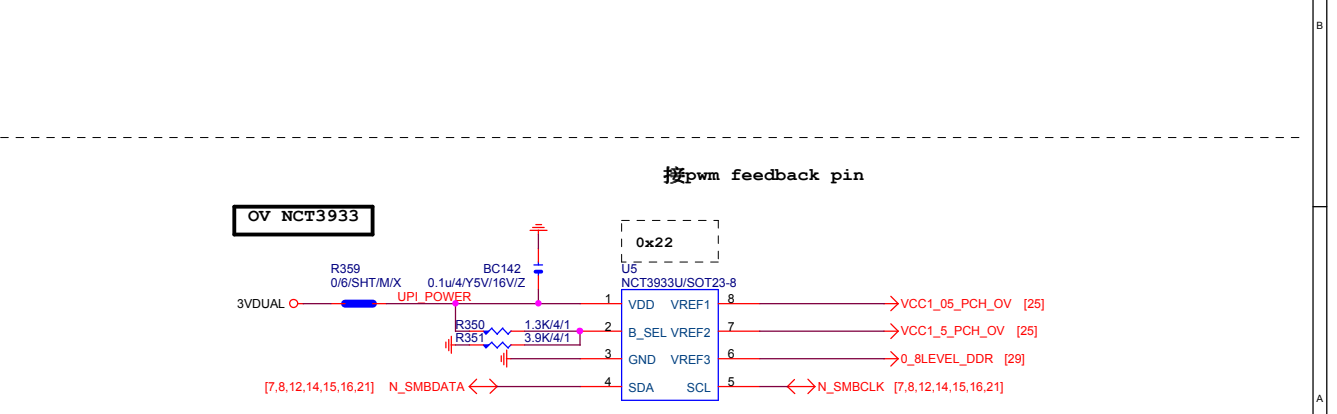 B
接pwm feedback pin
OV NCT3933
0x22
R359
0/6/SHT/M/X
BC142
0.1u/4/Y5V/16V/Z
U5
NCT3933U/SOT23-8
3VDUAL
UPI_POWER
1 VDD VREF1 8
VCC1_05_PCH_OV [25]
R350 1.3K/4/1
2 B_SEL VREF2 7
VCC1_5_PCH_OV [25]
R351 3.9K/4/1
3 GND VREF3 6
0_8LEVEL_DDR [29]
[7,8,12,14,15,16,21] N_SMBDATA
4 SDA SCL 5
N_SMBCLK [7,8,12,14,15,16,21]
A